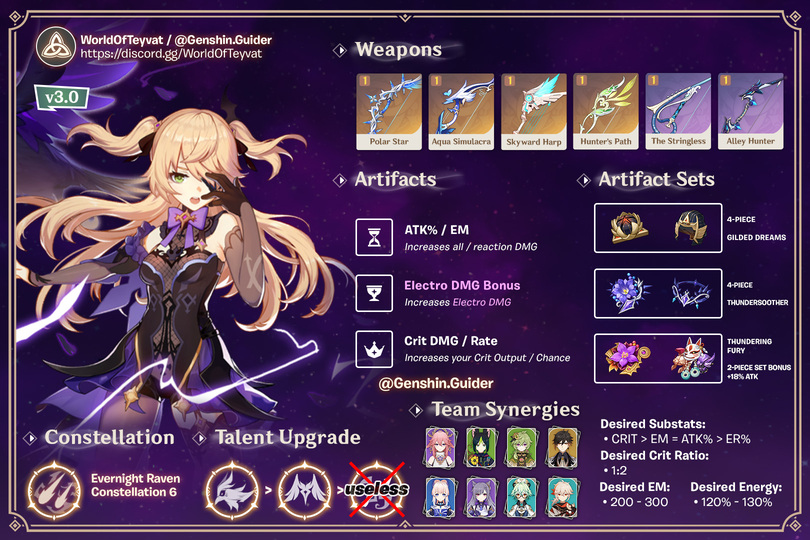 WorldOfTeyvat / @Genshin.Guider
https://discord.gg/WorldOfTeyvat
v3.0
Weapons
1
1
1
1
1
1
Polar Star
Aqua Simulacra
Skyward Harp
Hunter's Path
The Stringless
Alley Hunter
Artifacts
ATK% / EM
Increases all / reaction DMG
Electro DMG Bonus
Increases Electro DMG
Crit DMG / Rate
Increases your Crit Output / Chance
@Genshin.Guider
Artifact Sets
4-PIECE
GILDED DREAMS
4-PIECE
THUNDERSOOTHER
THUNDERING
FURY
2-PIECE SET BONUS
+18% ATK
Constellation
Evernight Raven
Constellation 6
Talent Upgrade
>
>
useless
Team Synergies
Desired Substats:
• CRIT > EM = ATK% > ER%
Desired Crit Ratio:
• 1:2
Desired EM:
• 200 - 300
Desired Energy:
• 120% - 130%